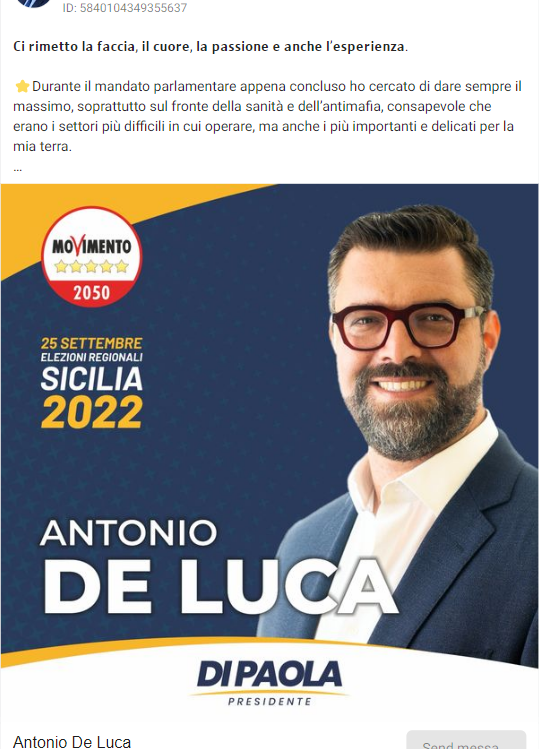 ID: 5840104349355637
Ci rimetto la faccia, il cuore, la passione e anche l'esperienza.
⭐Durante il mandato parlamentare appena concluso ho cercato di dare sempre il
massimo, soprattutto sul fronte della sanità e dell'antimafia, consapevole che
erano i settori più difficili in cui operare, ma anche i più importanti e delicati per la
mia terra.
...
MOVIMENTO
2050
25 SETTEMBRE
ELEZIONI REGIONALI
SICILIA
2022
ANTONIO
DE LUCA
DI PAOLA
PRESIDENTE
Antonio De Luca
Send messa...